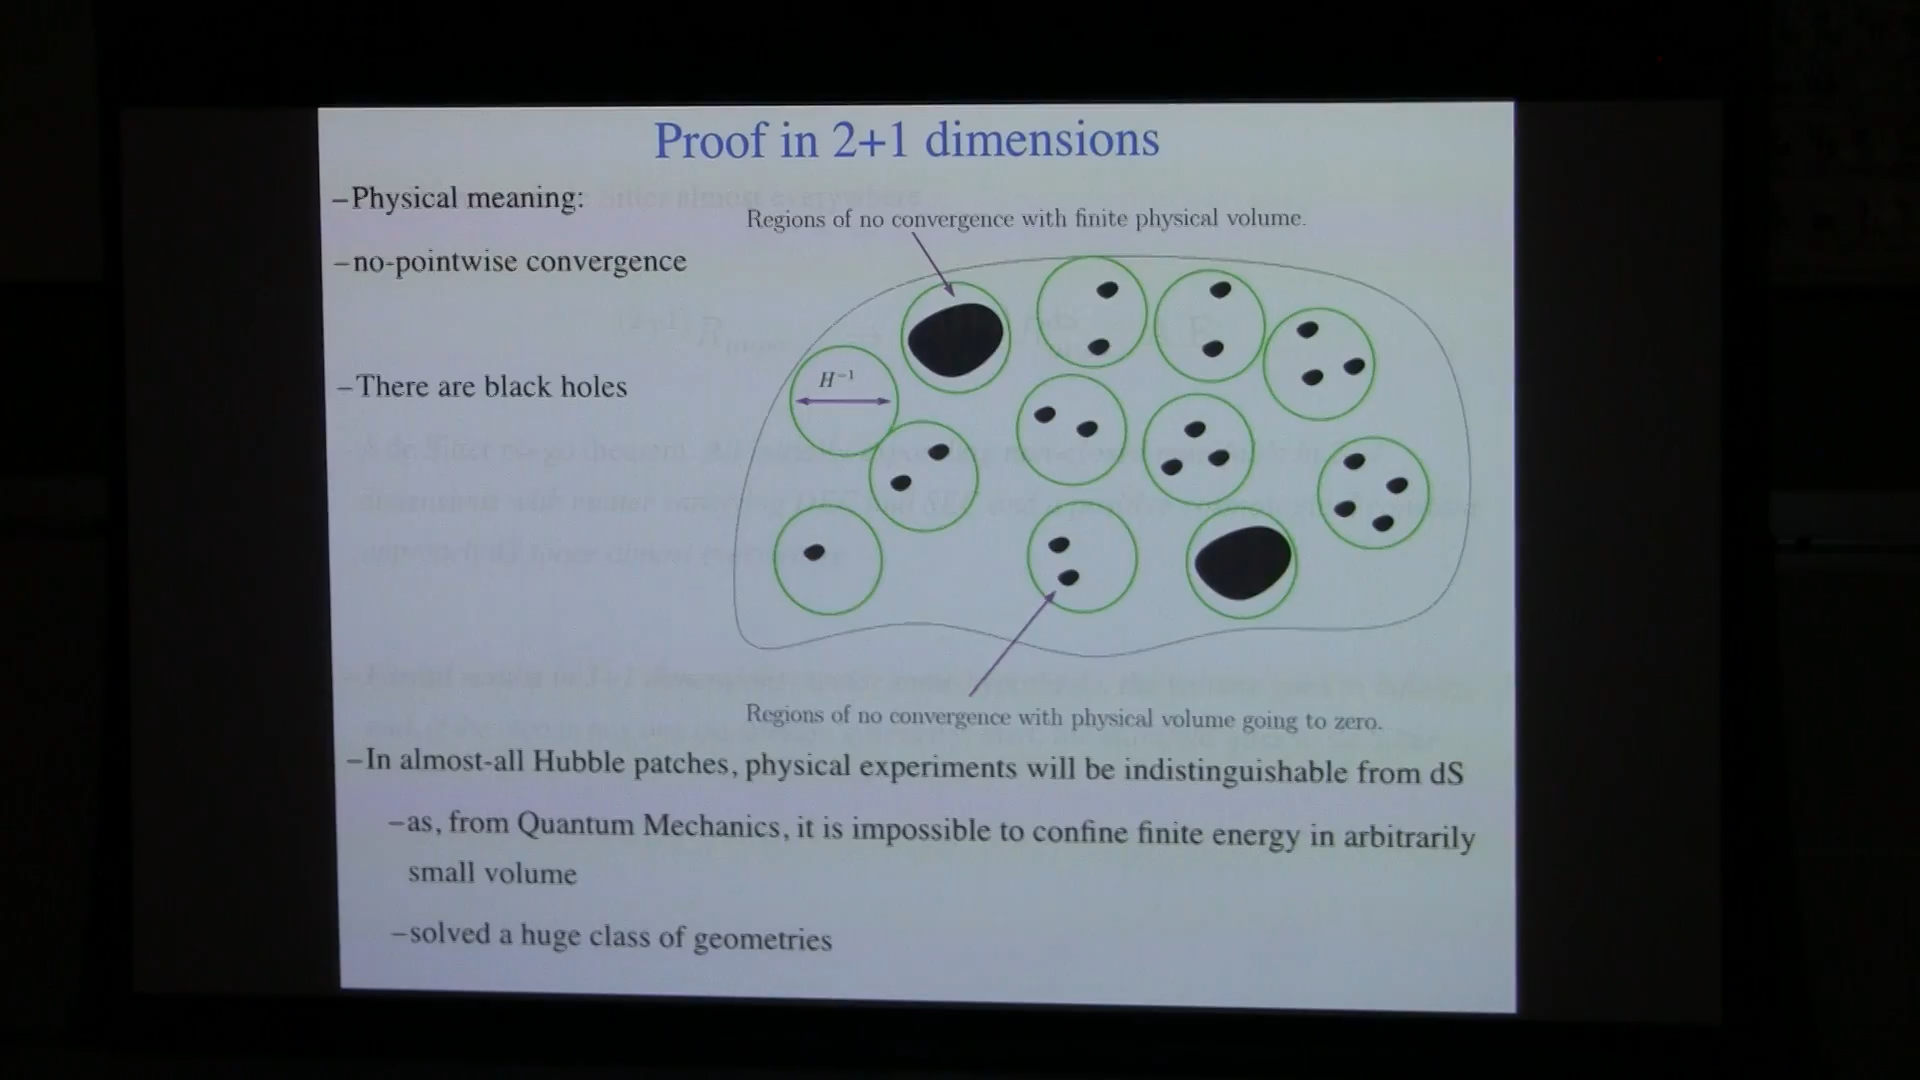 Proof in 2+1 dimensions
–Physical meaning:
Regions of no convergence with finite physical volume.
–no-pointwise convergence
H⁻¹
–There are black holes
Regions of no convergence with physical volume going to zero.
–In almost-all Hubble patches, physical experiments will be indistinguishable from dS
–as, from Quantum Mechanics, it is impossible to confine finite energy in arbitrarily
small volume
–solved a huge class of geometries